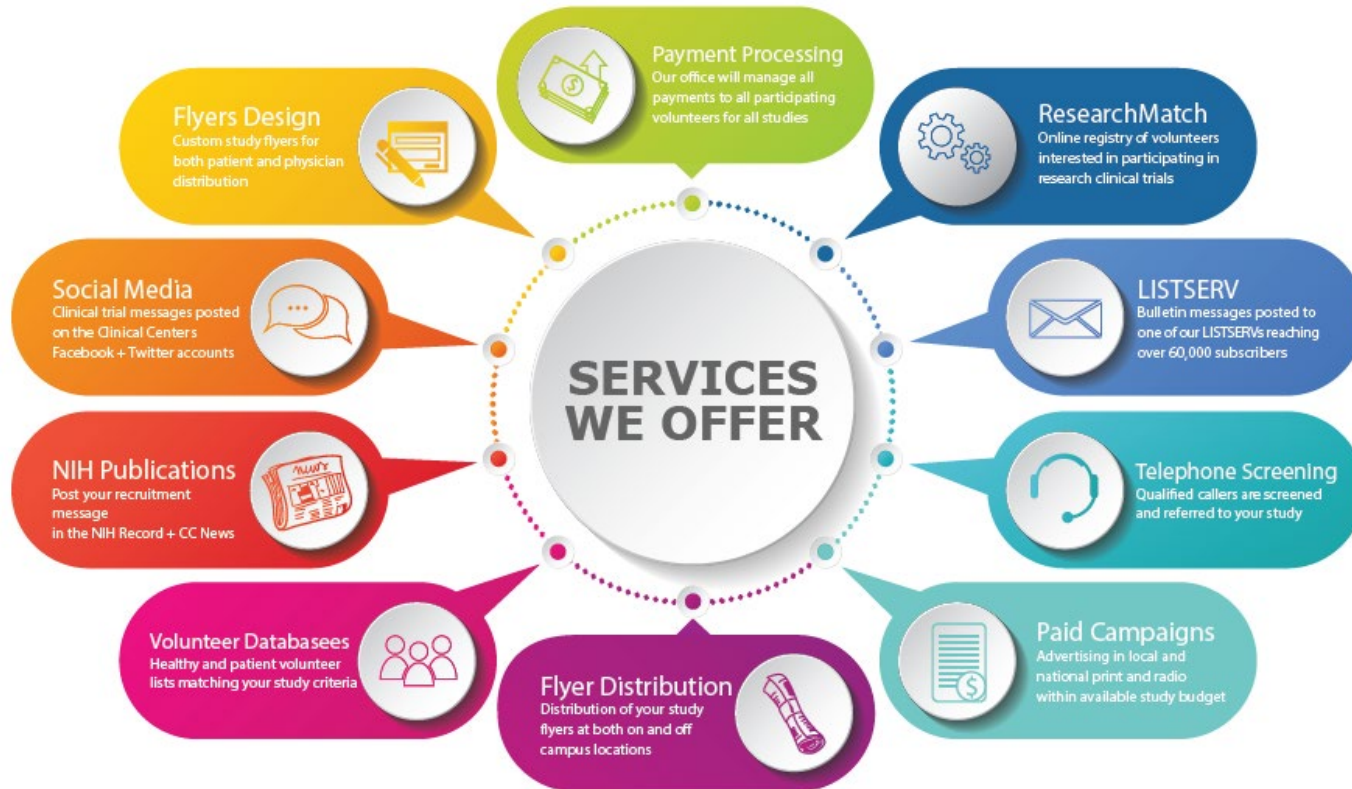 SERVICES
WE OFFER
Payment Processing
Our office will manage all
payments to all participating
volunteers for all studies
ResearchMatch
Online registry of volunteers
interested in participating in
research clinical trials
LISTSERV
Bulletin messages posted to
one of our LISTSERVs reaching
over 60,000 subscribers
Telephone Screening
Qualified callers are screened
and referred to your study
Paid Campaigns
Advertising in local and
national print and radio
within available study budget
Flyer Distribution
Distribution of your study
flyers at both on and off
campus locations
Volunteer Databasees
Healthy and patient volunteer
lists matching your study criteria
NIH Publications
Post your recruitment
message
in the NIH Record + CC News
news
Social Media
Clinical trial messages posted
on the Clinical Centers
Facebook + Twitter accounts
Flyers Design
Custom study flyers for
both patient and physician
distribution